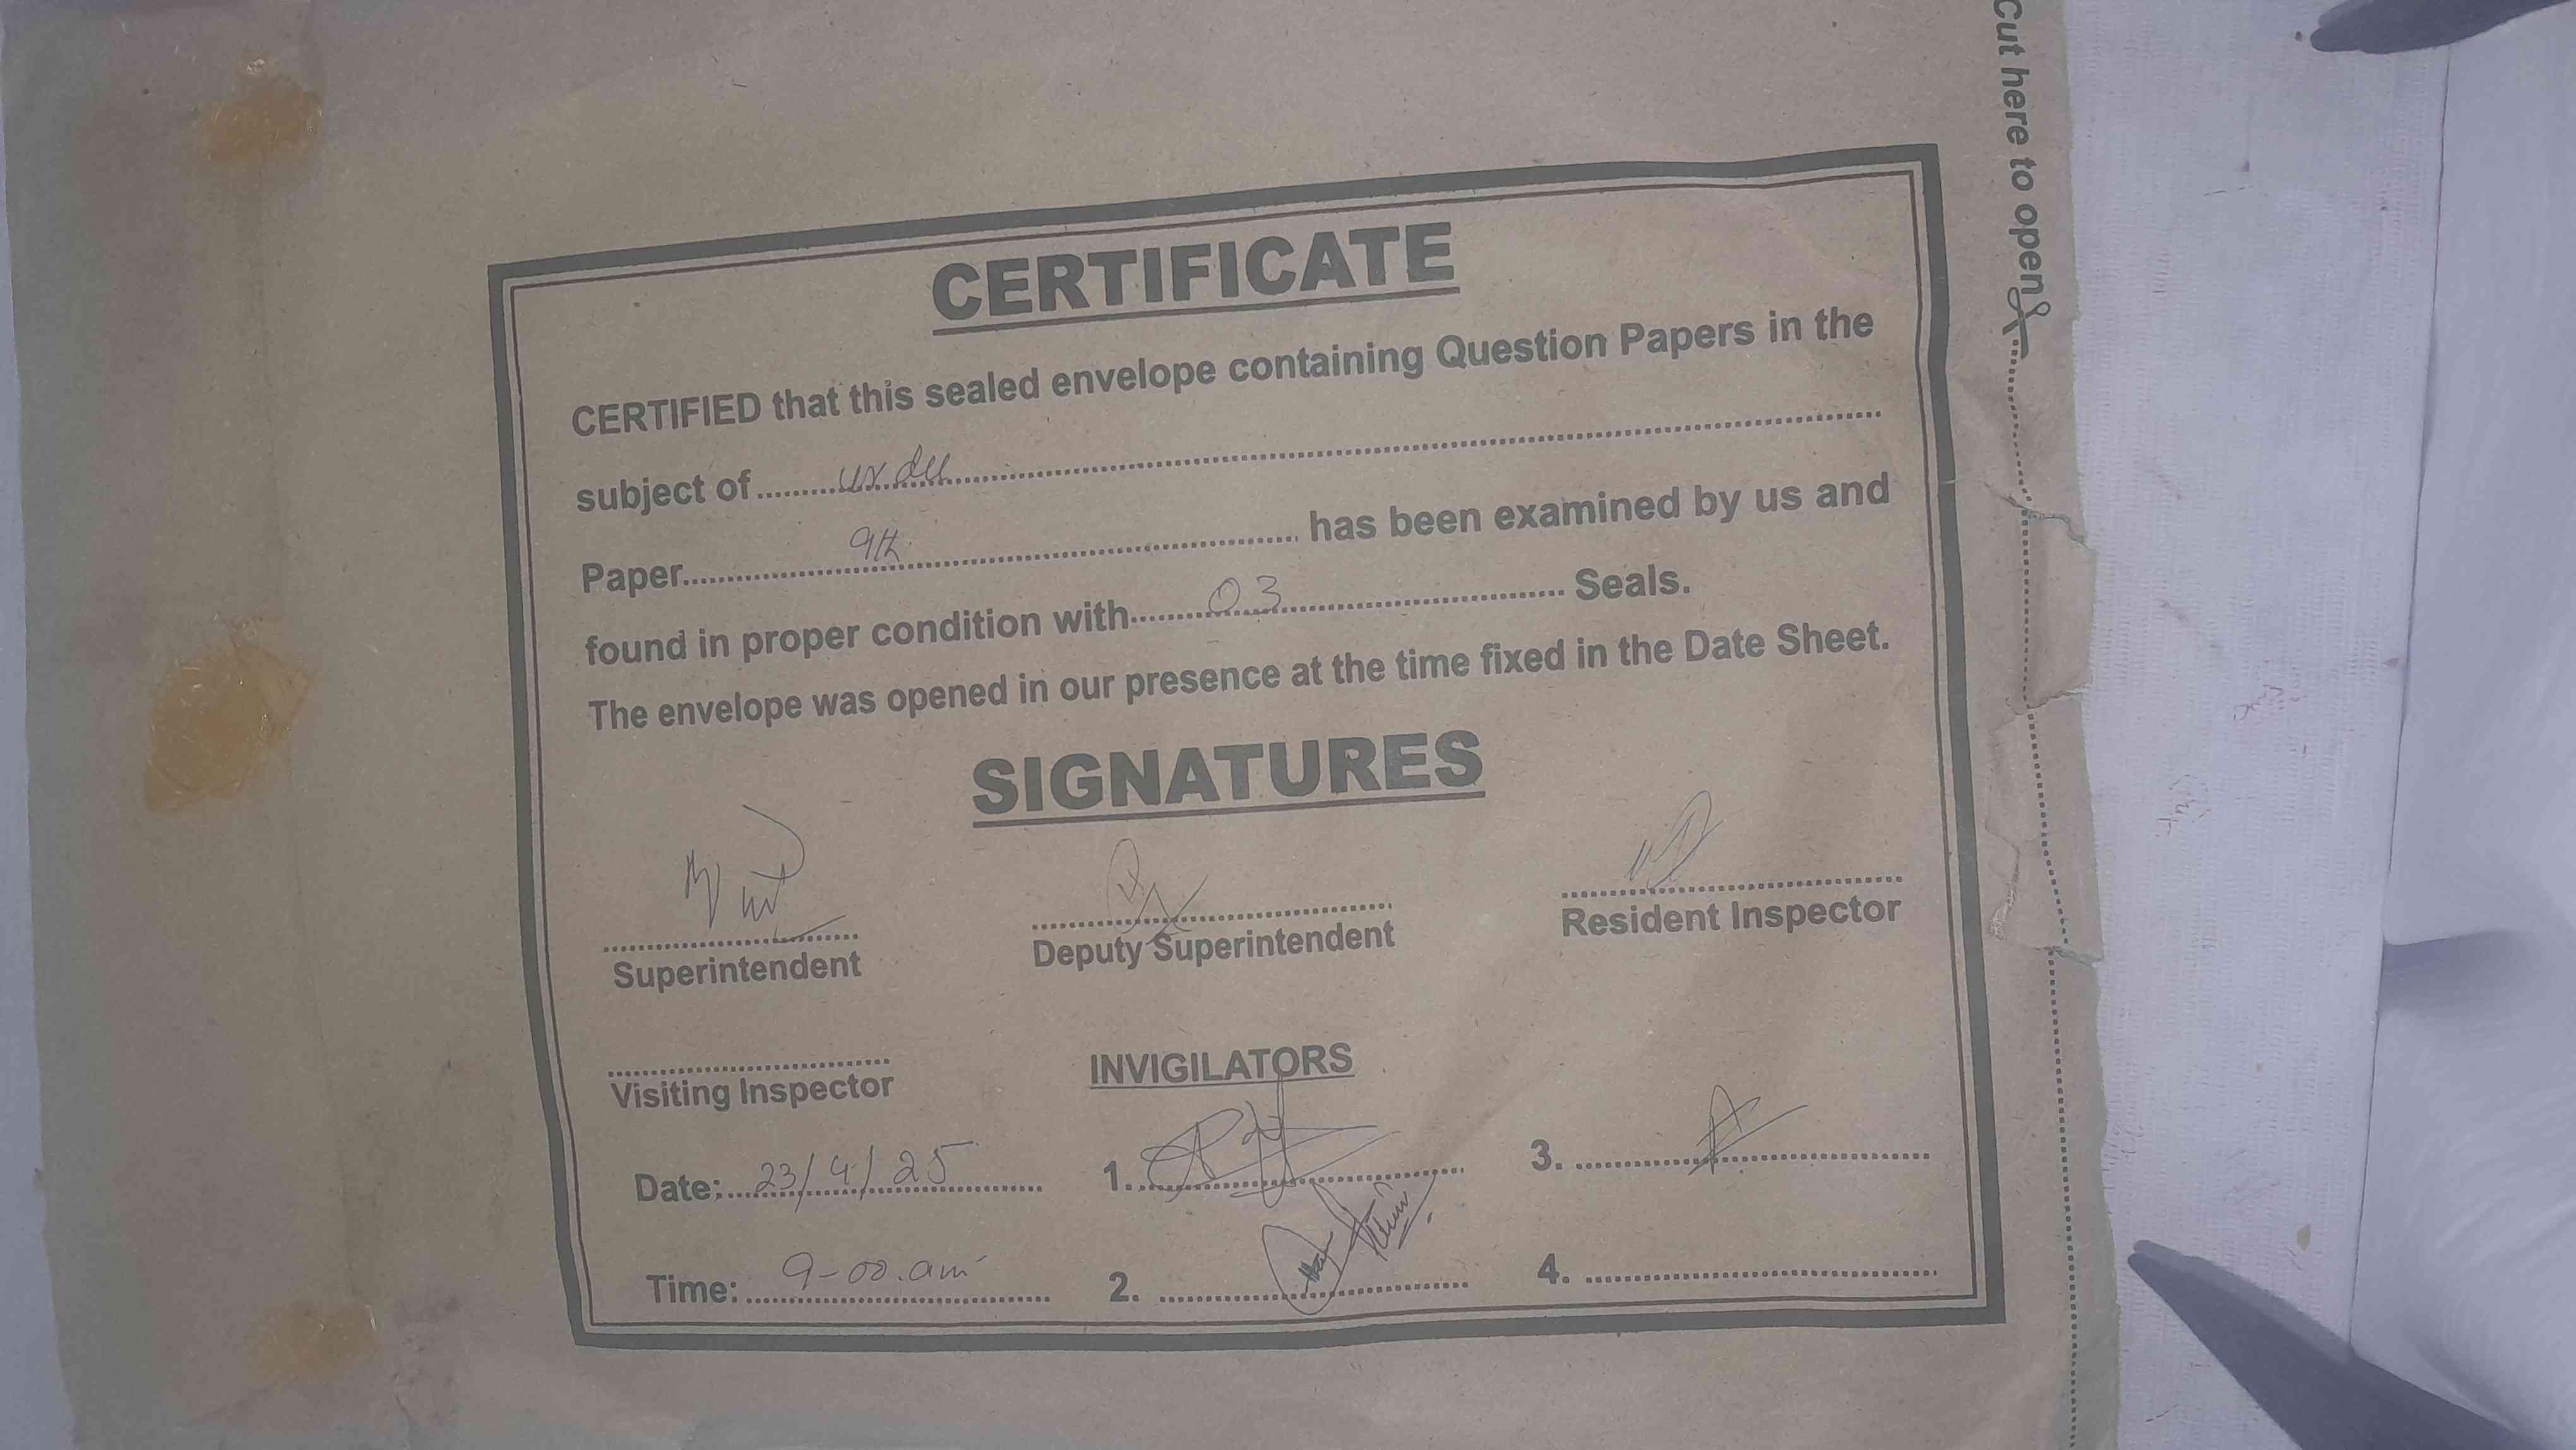 Cut here to open
CERTIFICATE
CERTIFIED that this sealed envelope containing Question Papers in the
subject of urdu
Paper 9th has been examined by us and
found in proper condition with 03 Seals.
The envelope was opened in our presence at the time fixed in the Date Sheet.
SIGNATURES
Superintendent Deputy Superintendent Resident Inspector
Visiting Inspector INVIGILATORS
Date: 23/4/25 1. 3.
Time: 9-00.am 2. 4.